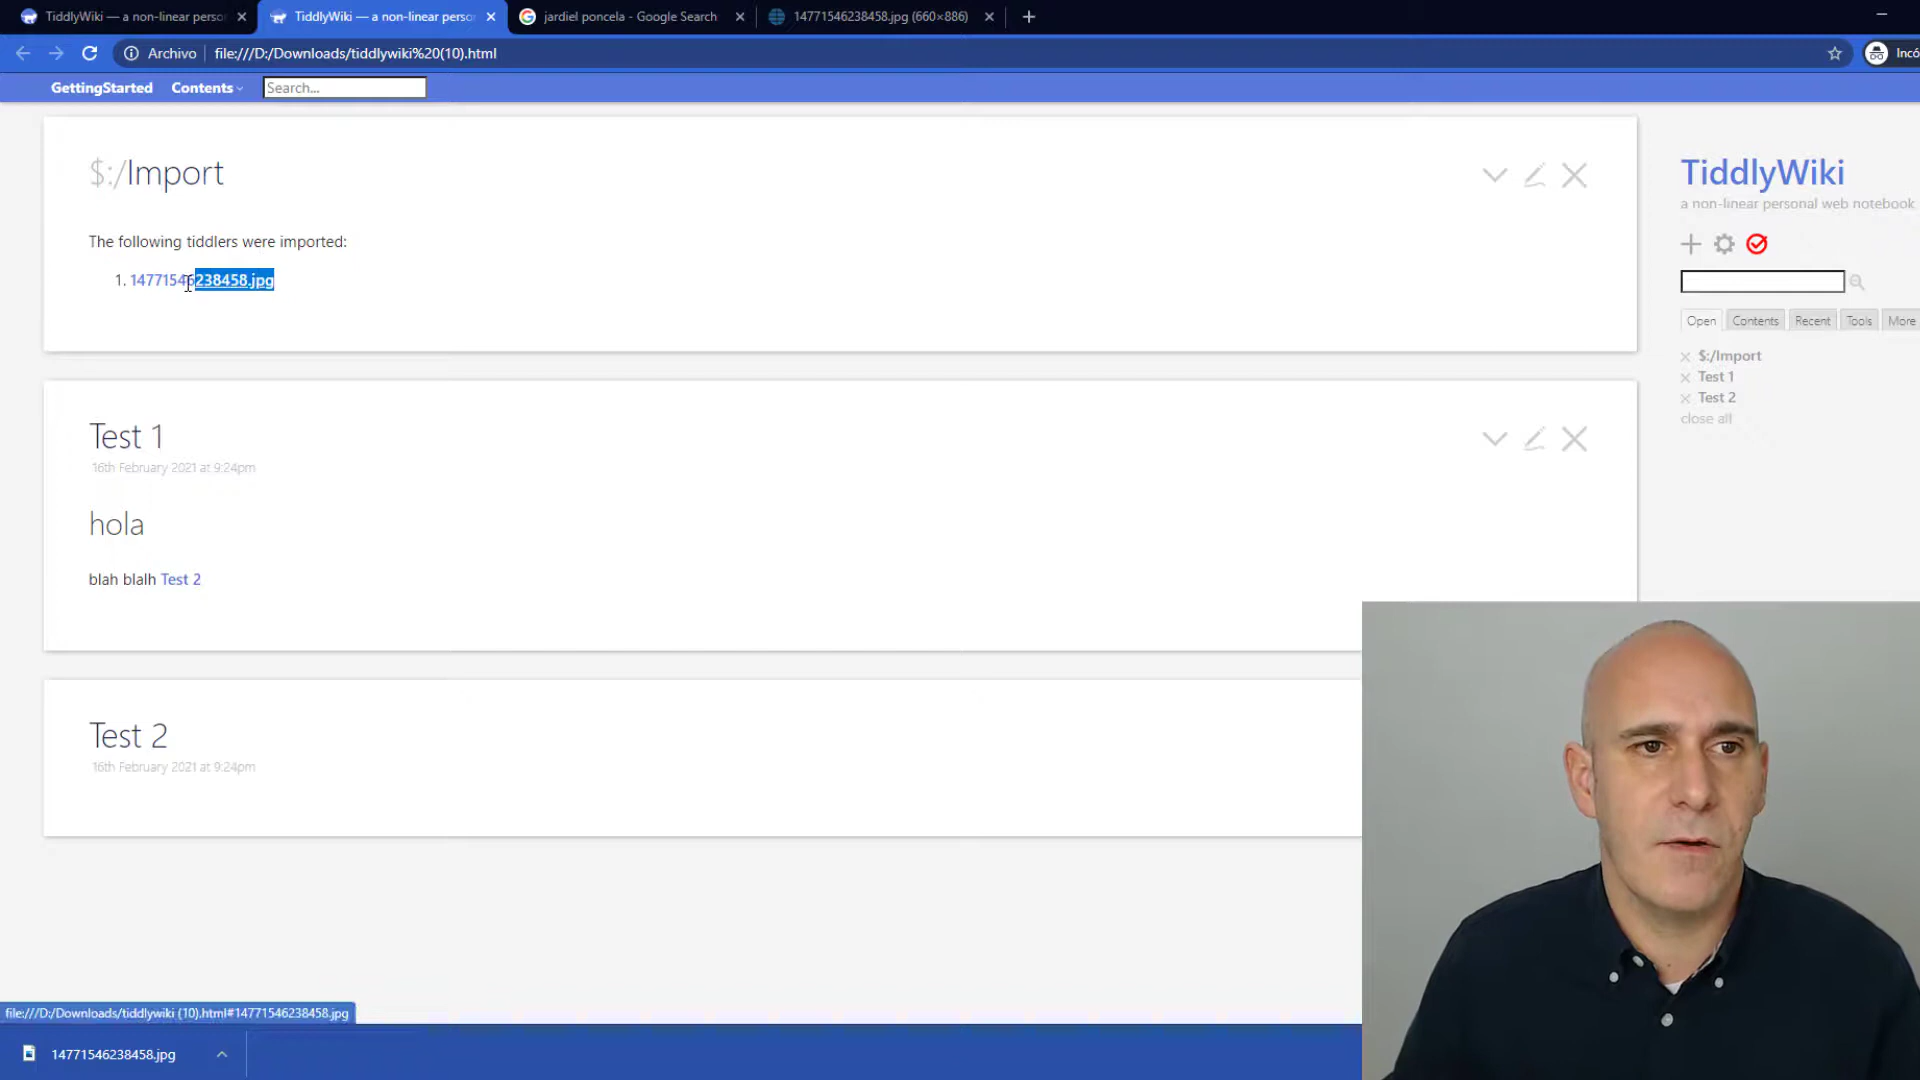 TiddlyWiki — a non-linear perso
TiddlyWiki — a non-linear perso
jardiel poncela - Google Search
14771546238458.jpg (660×886)
Archivo
file:///D:/Downloads/tiddlywiki%20(10).html
Incó
GettingStarted
Contents
Search...
$:/Import
The following tiddlers were imported:
1. 14771546238458.jpg
Test 1
16th February 2021 at 9:24pm
hola
blah blalh Test 2
Test 2
16th February 2021 at 9:24pm
TiddlyWiki
a non-linear personal web notebook
Open
Contents
Recent
Tools
More
$:/Import
Test 1
Test 2
close all
file:///D:/Downloads/tiddlywiki (10).html#14771546238458.jpg
14771546238458.jpg